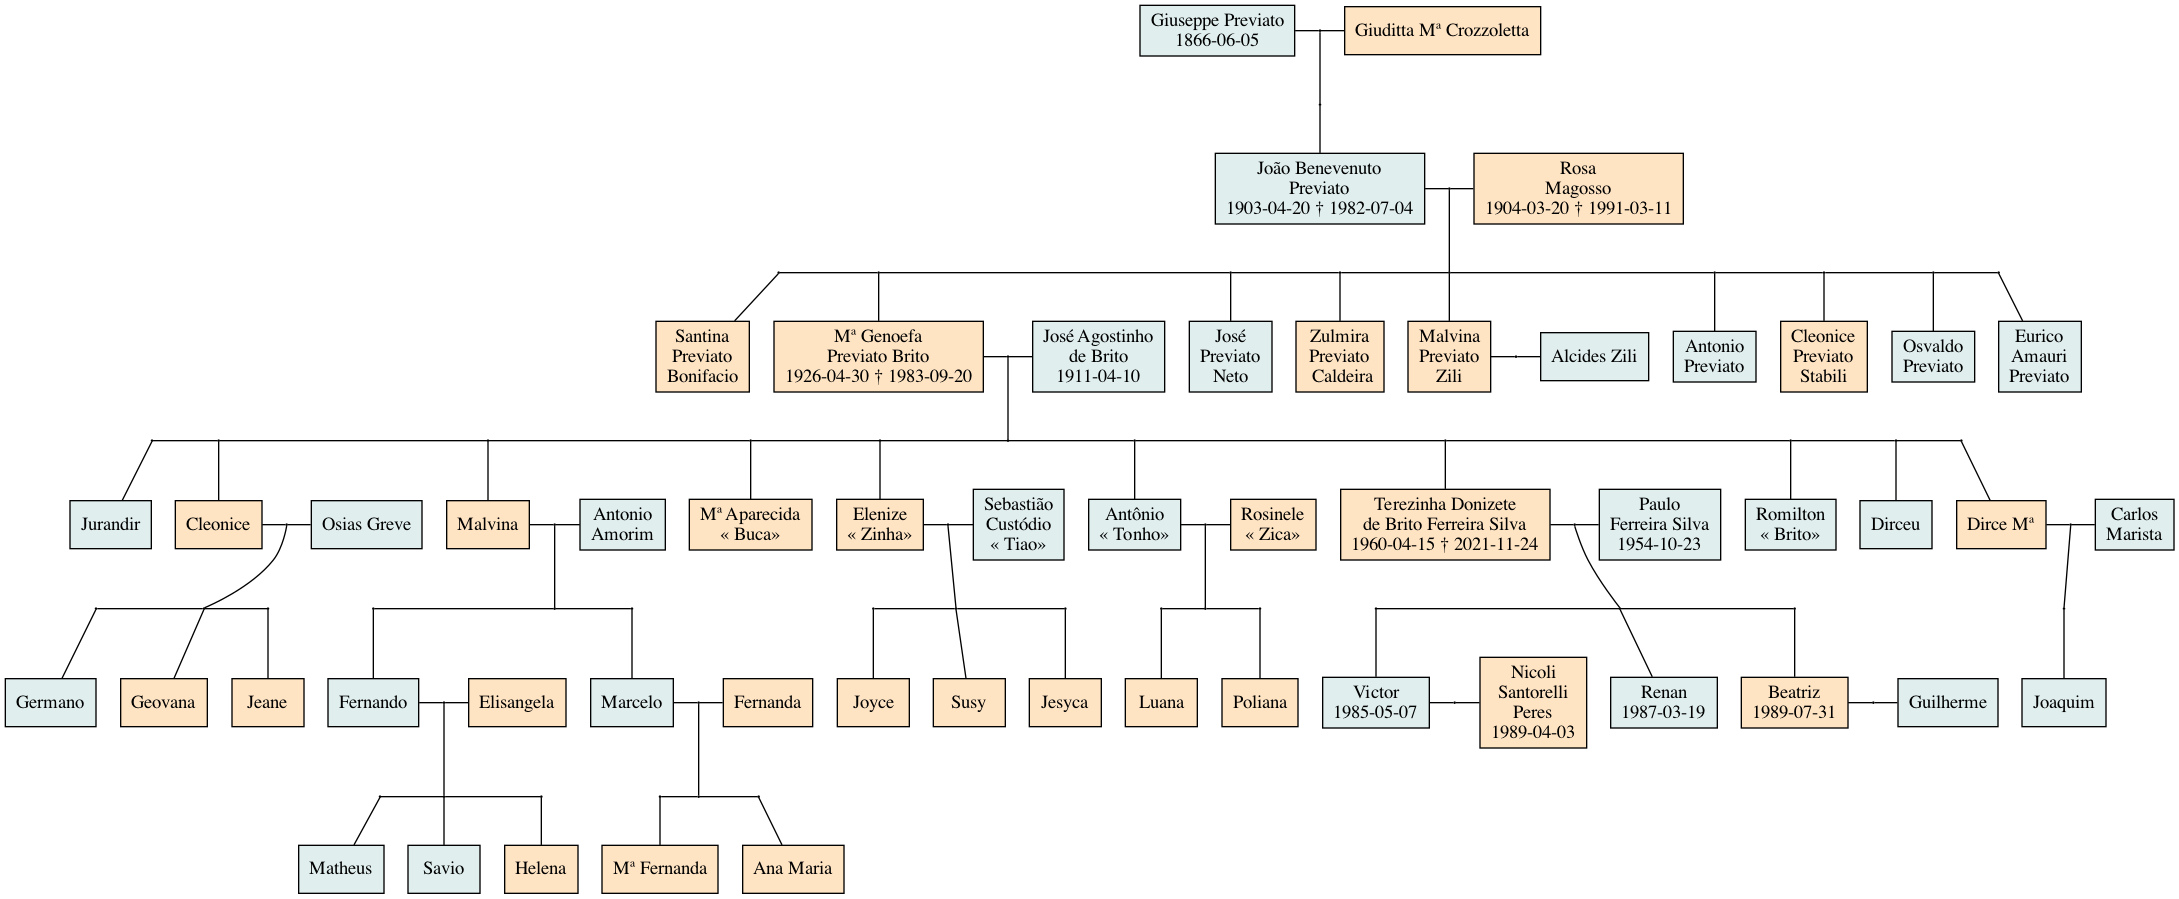 Giuseppe Previato
1866-06-05
Giuditta Mª Crozzoletta
João Benevenuto
Previato
1903-04-20 † 1982-07-04
Rosa
Magosso
1904-03-20 † 1991-03-11
Santina
Previato
Bonifacio
Mª Genoefa
Previato Brito
1926-04-30 † 1983-09-20
José Agostinho
de Brito
1911-04-10
José
Previato
Neto
Zulmira
Previato
Caldeira
Malvina
Previato
Zili
Alcides Zili
Antonio
Previato
Cleonice
Previato
Stabili
Osvaldo
Previato
Eurico
Amauri
Previato
Jurandir
Cleonice
Osias Greve
Malvina
Antonio
Amorim
Mª Aparecida
« Buca»
Elenize
« Zinha»
Sebastião
Custódio
« Tiao»
Antônio
« Tonho»
Rosinele
« Zica»
Terezinha Donizete
de Brito Ferreira Silva
1960-04-15 † 2021-11-24
Paulo
Ferreira Silva
1954-10-23
Romilton
« Brito»
Dirceu
Dirce Mª
Carlos
Marista
Germano
Geovana
Jeane
Fernando
Elisangela
Marcelo
Fernanda
Joyce
Susy
Jesyca
Luana
Poliana
Victor
1985-05-07
Nicoli
Santorelli
Peres
1989-04-03
Renan
1987-03-19
Beatriz
1989-07-31
Guilherme
Joaquim
Matheus
Savio
Helena
Mª Fernanda
Ana Maria